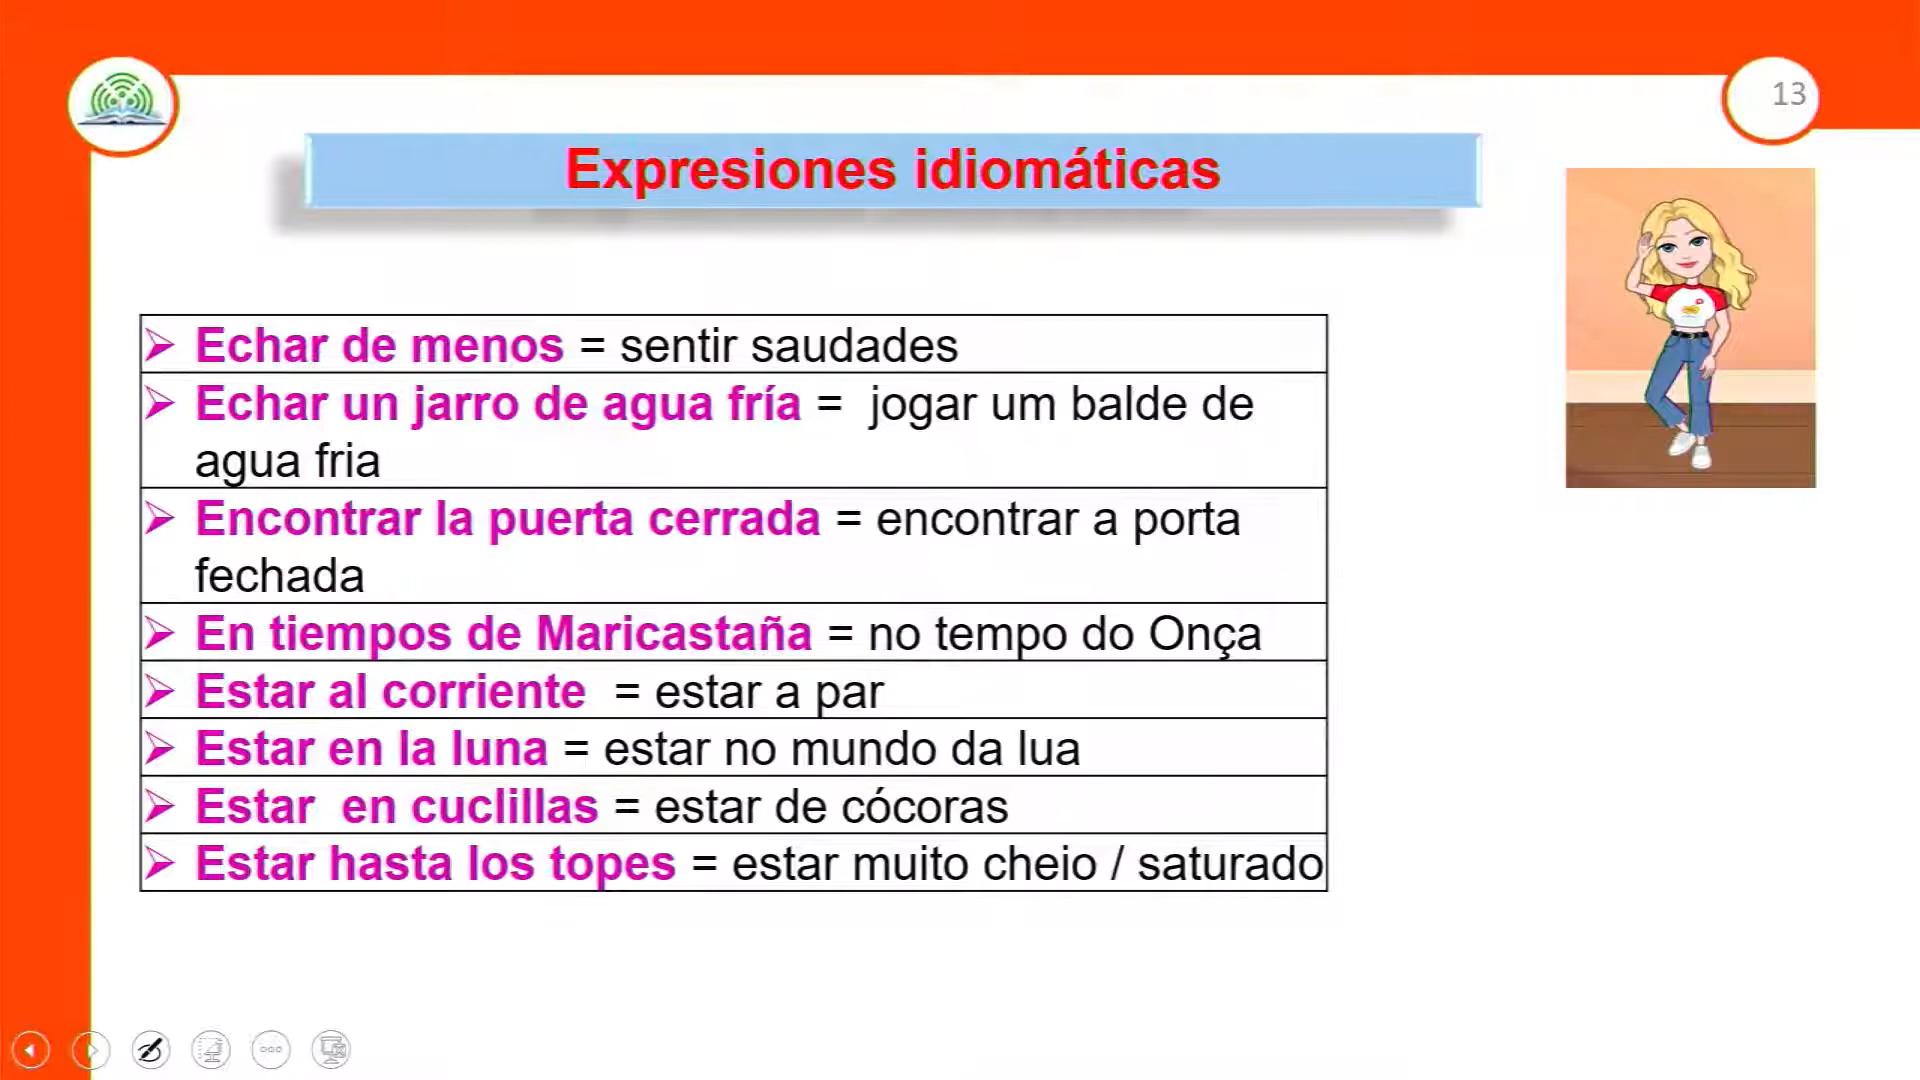 13
Expresiones idiomáticas
➢ Echar de menos = sentir saudades
➢ Echar un jarro de agua fría = jogar um balde de
agua fria
➢ Encontrar la puerta cerrada = encontrar a porta
fechada
➢ En tiempos de Maricastaña = no tempo do Onça
➢ Estar al corriente = estar a par
➢ Estar en la luna = estar no mundo da lua
➢ Estar en cuclillas = estar de cócoras
➢ Estar hasta los topes = estar muito cheio / saturado